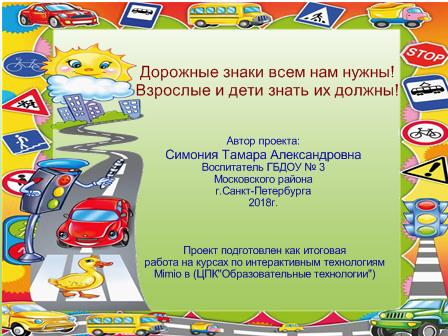 Дорожные знаки всем нам нужны!
Взрослые и дети знать их должны!
STOP
Автор проекта:
Симония Тамара Александровна
Воспитатель ГБДОУ № 3
Московского района
г.Санкт-Петербурга
2018г.
Проект подготовлен как итоговая
работа на курсах по интерактивным технологиям
Mimio в (ЦПК"Образовательные технологии")